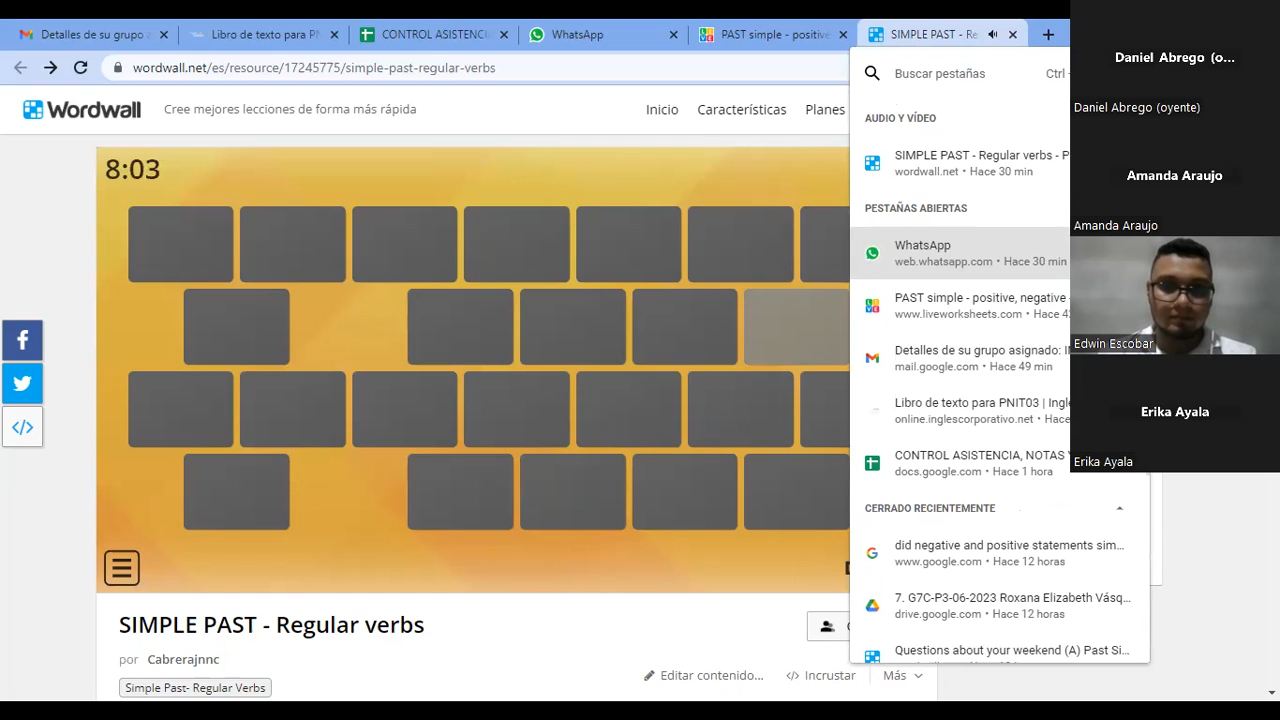 Detalles de su grupo a
Libro de texto para PN
CONTROL ASISTENCI
WhatsApp
PAST simple - positive,
SIMPLE PAST - Re
wordwall.net/es/resource/17245775/simple-past-regular-verbs
Wordwall
Cree mejores lecciones de forma más rápida
Inicio
Características
Planes
8:03
Buscar pestañas
Ctrl
AUDIO Y VÍDEO
SIMPLE PAST - Regular verbs - P
wordwall.net • Hace 30 min
PESTAÑAS ABIERTAS
WhatsApp
web.whatsapp.com • Hace 30 min
PAST simple - positive, negative
www.liveworksheets.com • Hace 4
Detalles de su grupo asignado: I
mail.google.com • Hace 49 min
Libro de texto para PNIT03 | Ingl
online.inglescorporativo.net • Hace
CONTROL ASISTENCIA, NOTAS Y
docs.google.com • Hace 1 hora
CERRADO RECIENTEMENTE
did negative and positive statements sim...
www.google.com • Hace 12 horas
7. G7C-P3-06-2023 Roxana Elizabeth Vásq...
drive.google.com • Hace 12 horas
Questions about your weekend (A) Past Si...
Daniel Abrego (o...
Daniel Abrego (oyente)
Amanda Araujo
Amanda Araujo
Edwin Escobar
Erika Ayala
Erika Ayala
SIMPLE PAST - Regular verbs
por Cabrerajnnc
Simple Past- Regular Verbs
Editar contenido...
Incrustar
Más